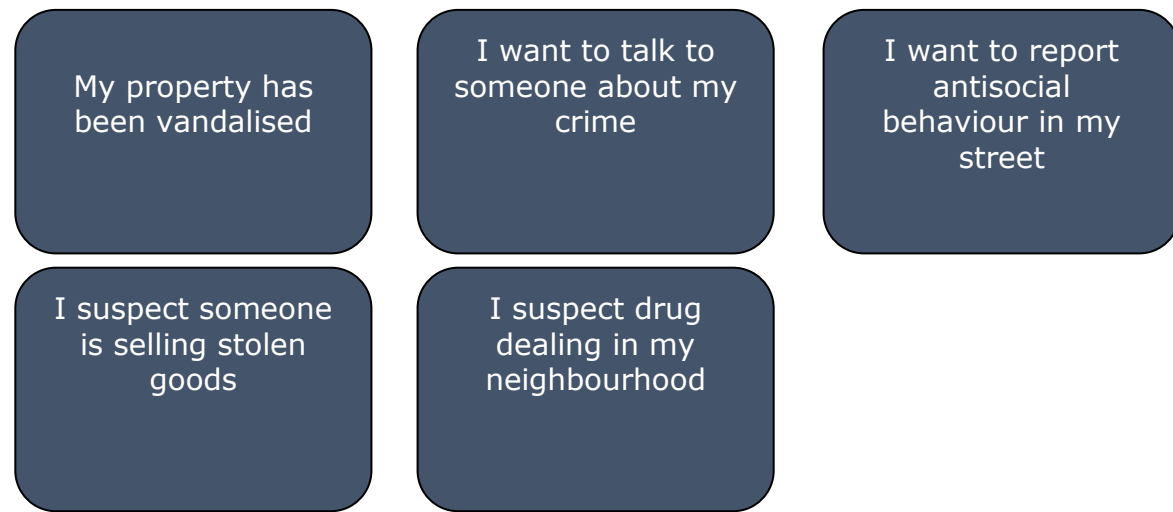 My property has
been vandalised
I want to talk to
someone about my
crime
I want to report
antisocial
behaviour in my
street
I suspect someone
is selling stolen
goods
I suspect drug
dealing in my
neighbourhood